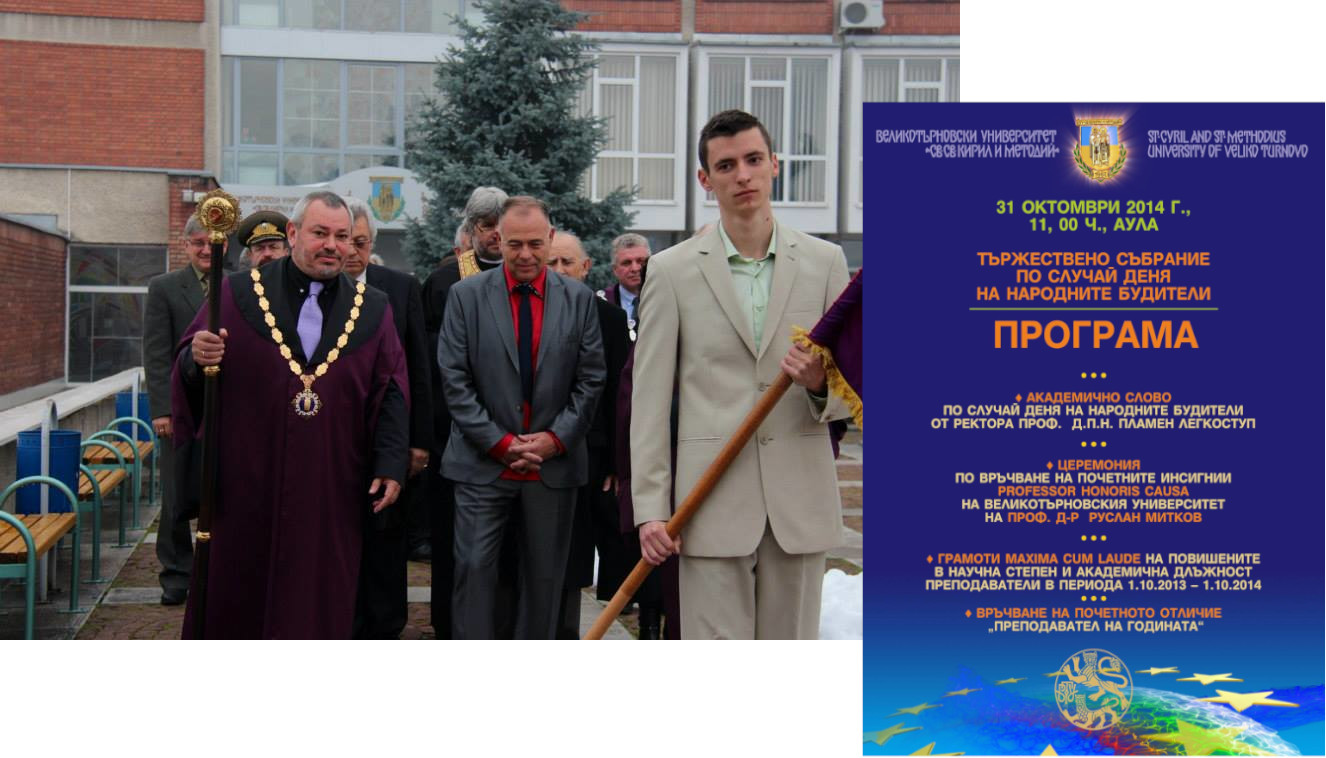 ВЕЛИКОТЪРНОВСКИ УНИВЕРСИТЕТ
"СВ СВ КИРИЛ И МЕТОДИЙ"
ST CYRIL AND ST METHODIUS
UNIVERSITY OF VELIKO TURNOVO
31 ОКТОМВРИ 2014 Г.,
11, 00 Ч., АУЛА
ТЪРЖЕСТВЕНО СЪБРАНИЕ
ПО СЛУЧАЙ ДЕНЯ
НА НАРОДНИТЕ БУДИТЕЛИ
ПРОГРАМА
•••
♦ АКАДЕМИЧНО СЛОВО
ПО СЛУЧАЙ ДЕНЯ НА НАРОДНИТЕ БУДИТЕЛИ
ОТ РЕКТОРА ПРОФ. Д.П.Н. ПЛАМЕН ЛЕГКОСТУП
•••
♦ ЦЕРЕМОНИЯ
ПО ВРЪЧВАНЕ НА ПОЧЕТНИТЕ ИНСИГНИИ
PROFESSOR HONORIS CAUSA
НА ВЕЛИКОТЪРНОВСКИЯ УНИВЕРСИТЕТ
НА ПРОФ. Д-Р РУСЛАН МИТКОВ
•••
♦ ГРАМОТИ MAXIMA CUM LAUDE НА ПОВИШЕНИТЕ
В НАУЧНА СТЕПЕН И АКАДЕМИЧНА ДЛЪЖНОСТ
ПРЕПОДАВАТЕЛИ В ПЕРИОДА 1.10.2013 – 1.10.2014
•••
♦ ВРЪЧВАНЕ НА ПОЧЕТНОТО ОТЛИЧИЕ
„ПРЕПОДАВАТЕЛ НА ГОДИНАТА“